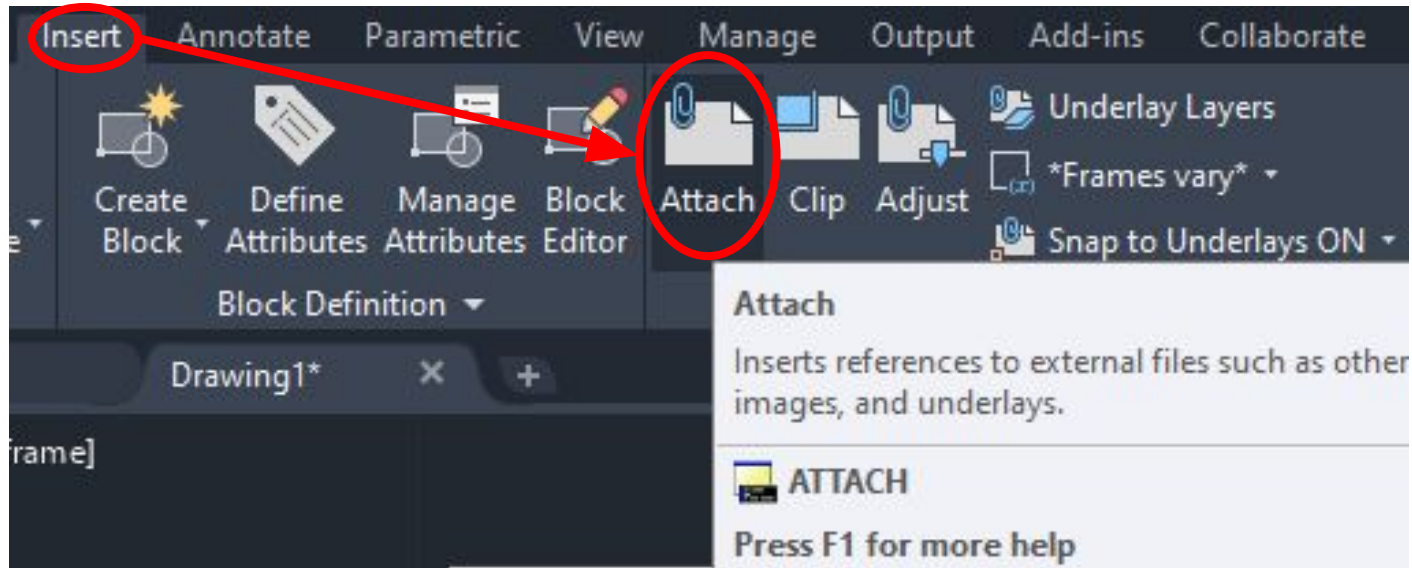 Insert Annotate Parametric View Manage Output Add-ins Collaborate
Create Block
Define Attributes
Manage Attributes
Block Editor
Attach
Clip
Adjust
Underlay Layers
*Frames vary*
Snap to Underlays ON
Block Definition
Attach
Inserts references to external files such as other
images, and underlays.
ATTACH
Press F1 for more help
Drawing1*
rame]